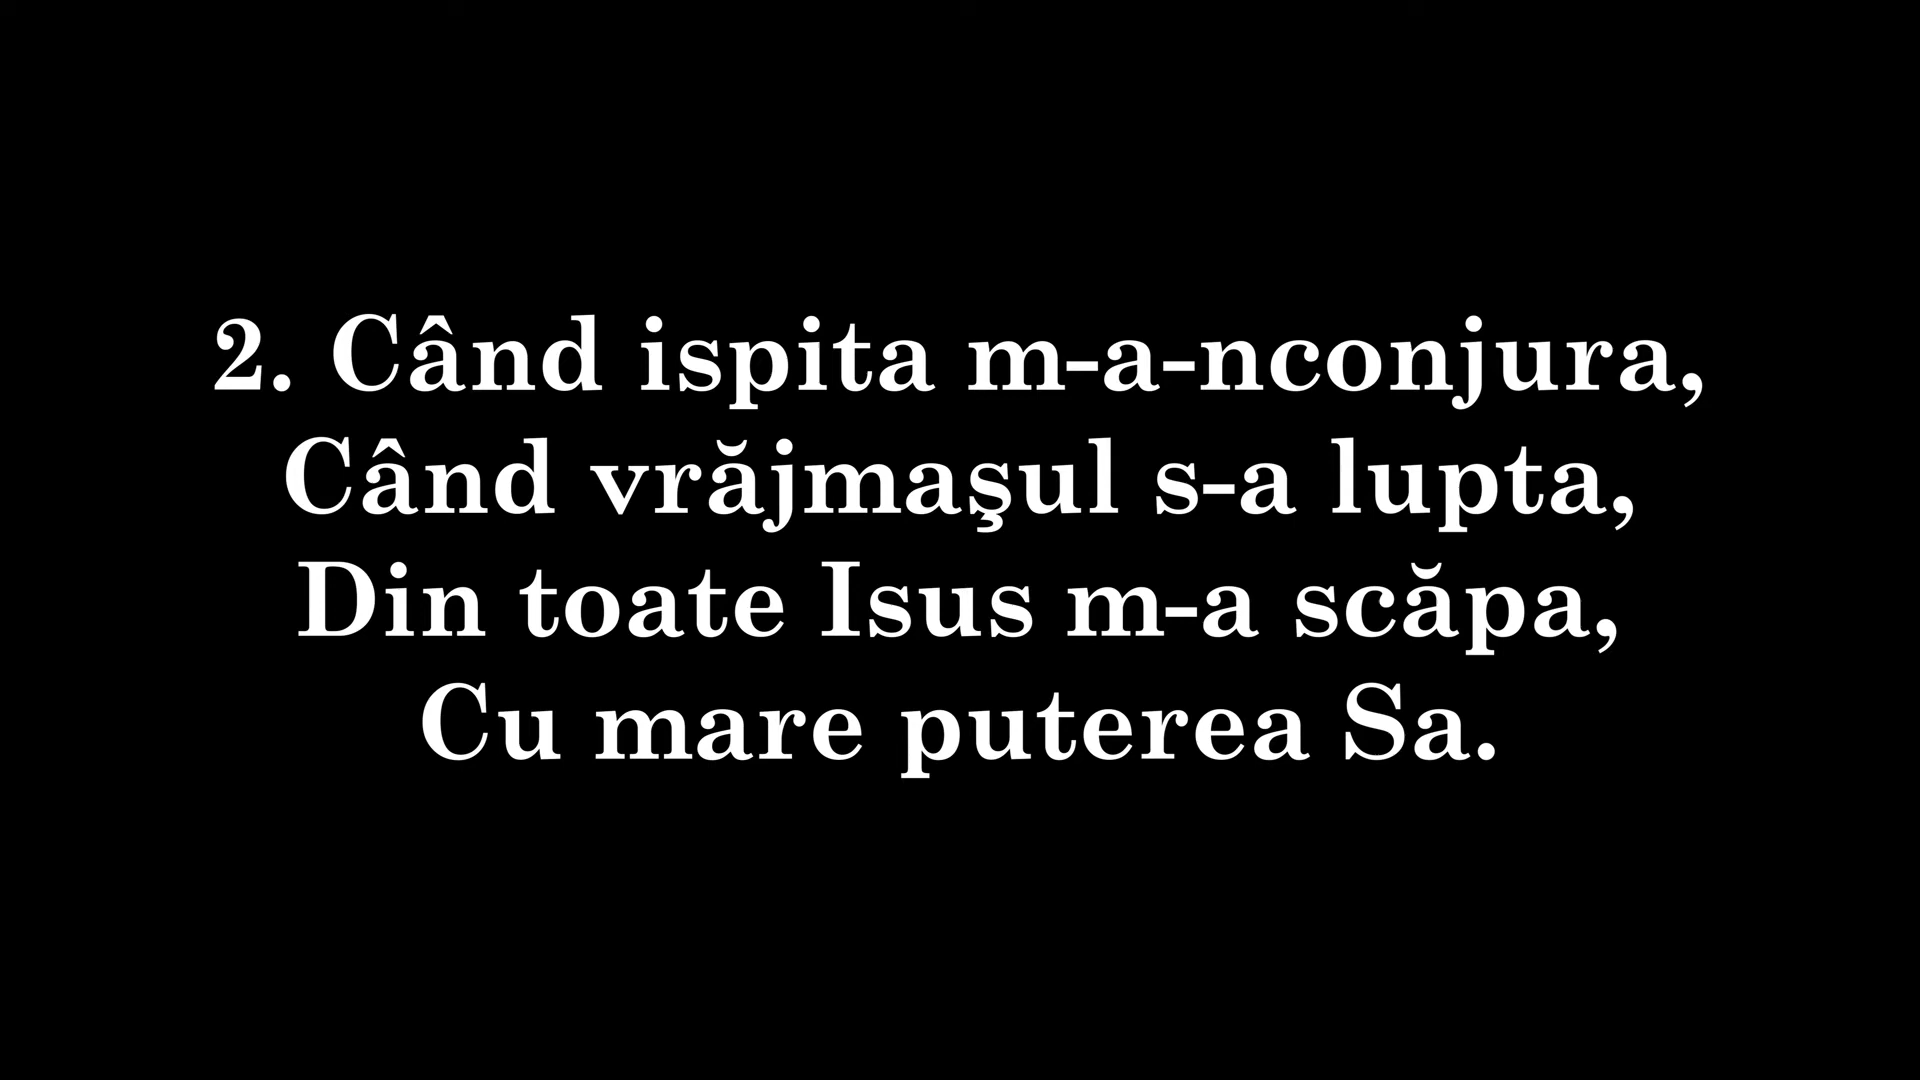 2. Când ispita m-a-nconjura,
Când vrăjmaşul s-a lupta,
Din toate Isus m-a scăpa,
Cu mare puterea Sa.